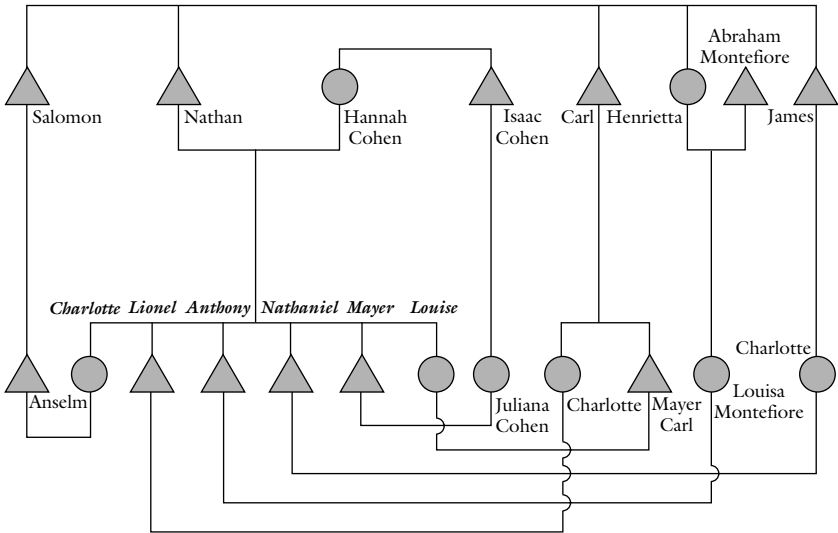 Abraham
Montefiore
Salomon
Nathan
Hannah
Cohen
Isaac
Cohen
Carl
Henrietta
James
Charlotte
Lionel
Anthony
Nathaniel
Mayer
Louise
Anselm
Juliana
Cohen
Charlotte
Mayer
Carl
Louisa
Montefiore
Charlotte